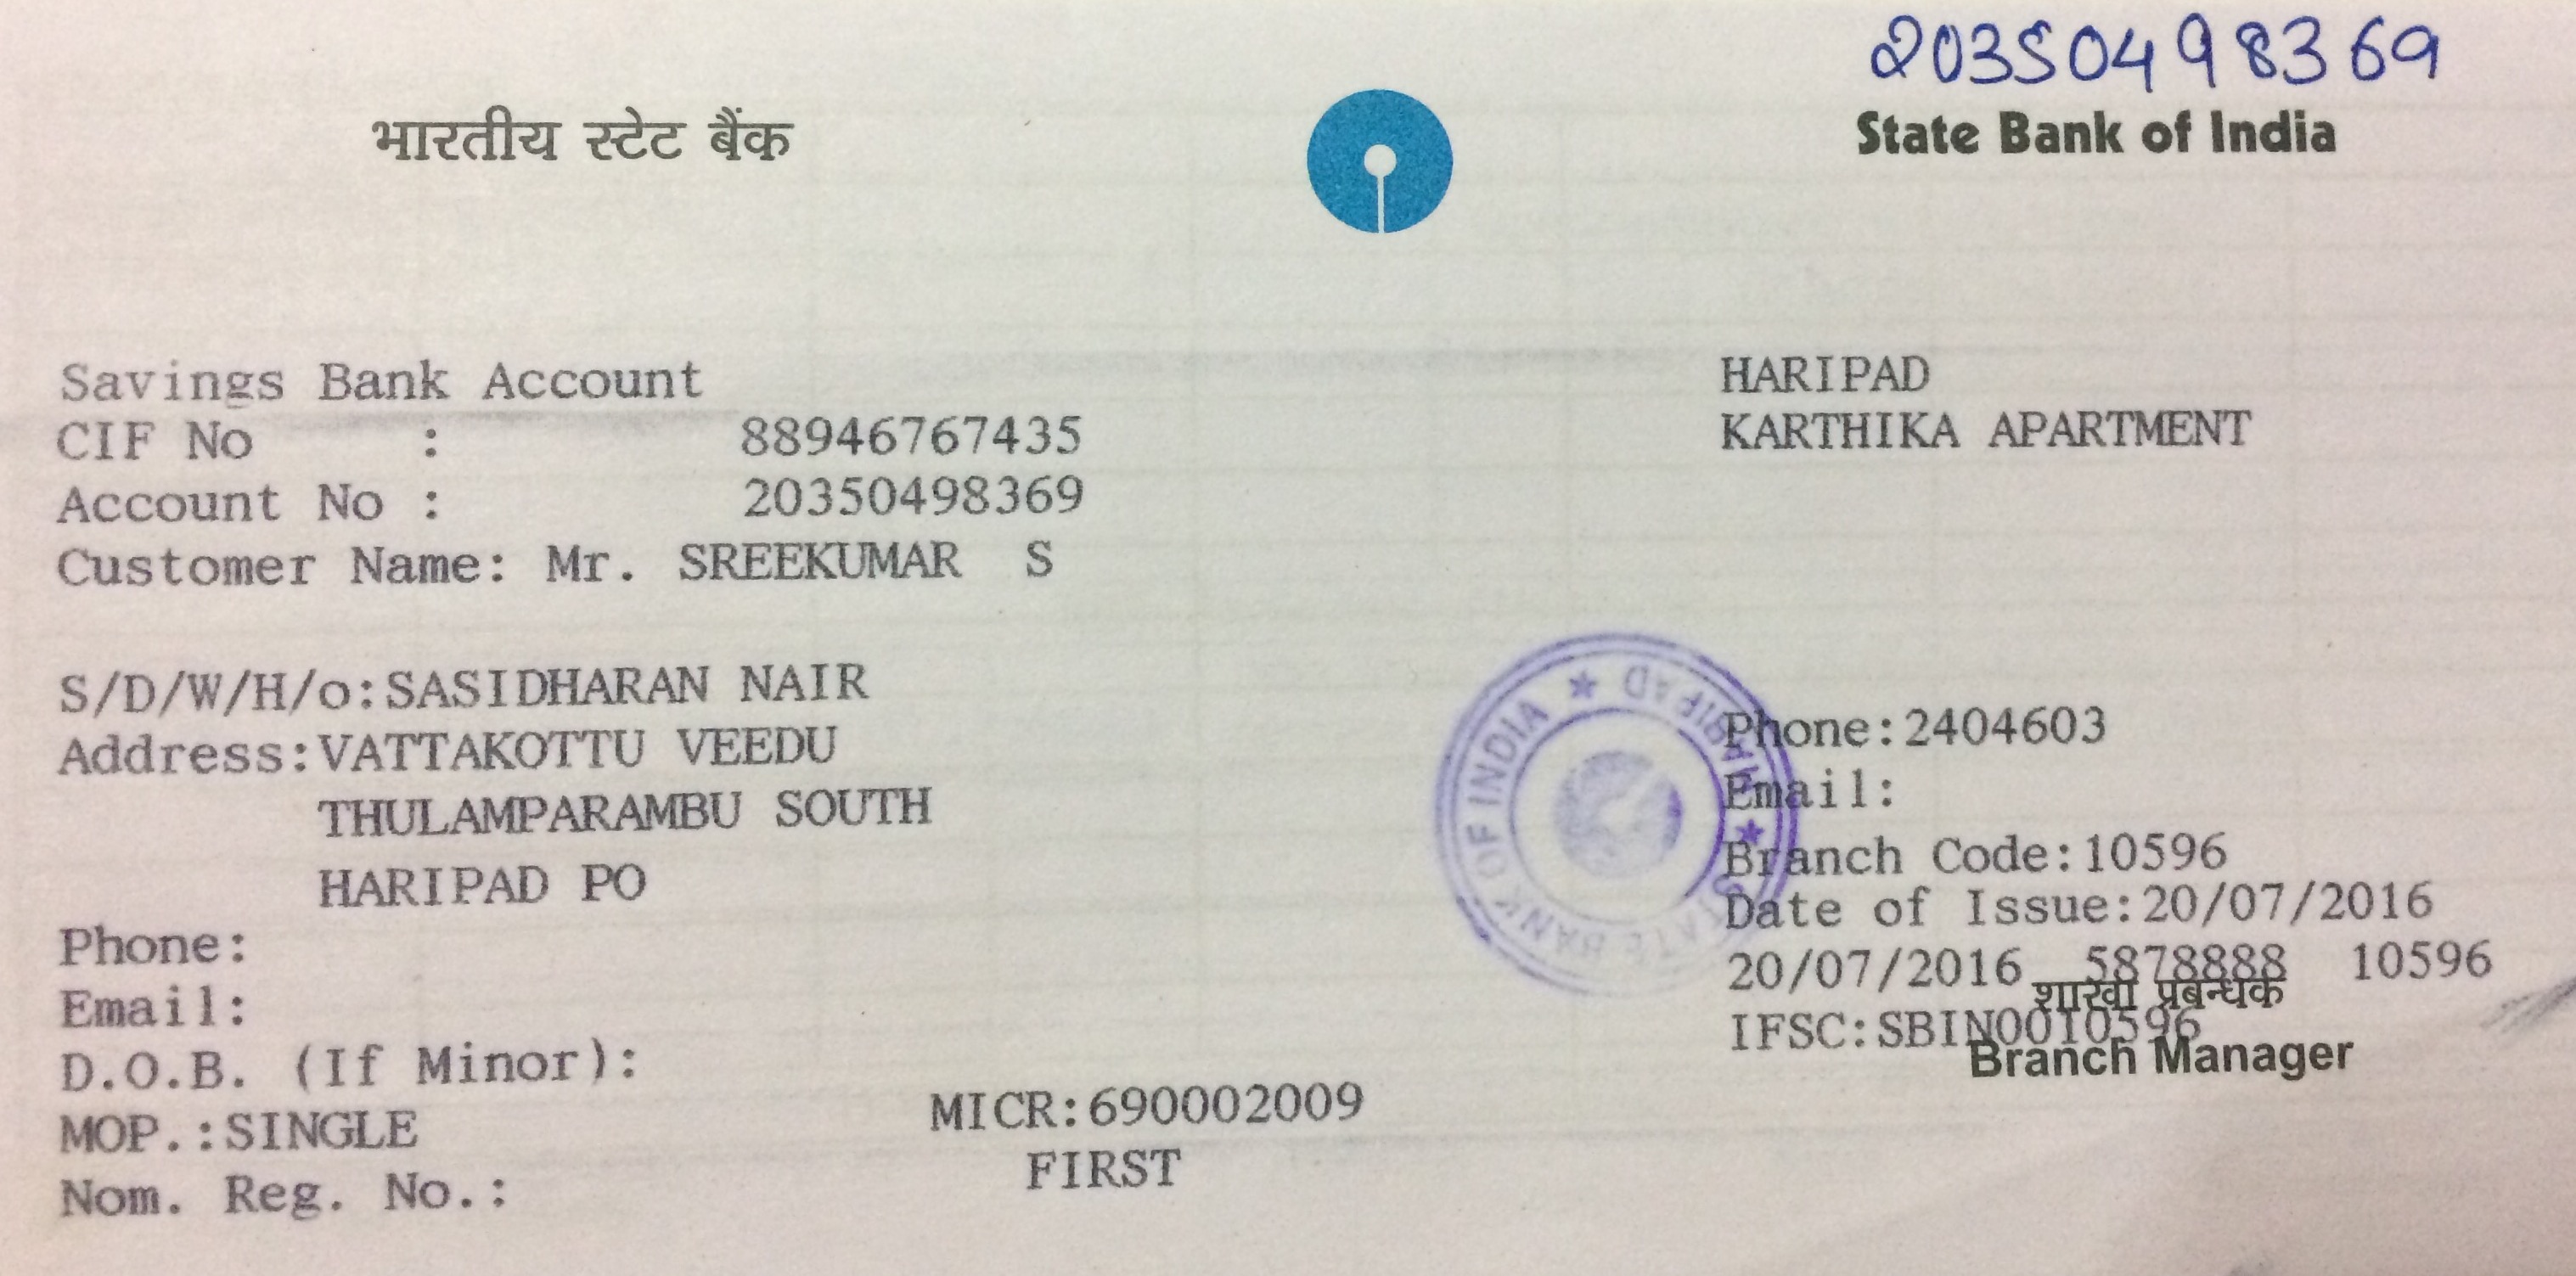 20350498369
भारतीय स्टेट बैंक
State Bank of India
Savings Bank Account
CIF No : 88946767435
Account No : 20350498369
Customer Name: Mr. SREEKUMAR S
S/D/W/H/o:SASIDHARAN NAIR
Address:VATTAKOTTU VEEDU
THULAMPARAMBU SOUTH
HARIPAD PO
Phone:
Email:
D.O.B. (If Minor):
MOP.:SINGLE
Nom. Reg. No.:
MICR:690002009
FIRST
HARIPAD
KARTHIKA APARTMENT
STATE BANK OF INDIA ★ HARIPAD ★
Phone:2404603
Email:
Branch Code:10596
Date of Issue:20/07/2016
20/07/2016 5878888 10596
शाखा प्रबन्धक
IFSC:SBIN0010596
Branch Manager